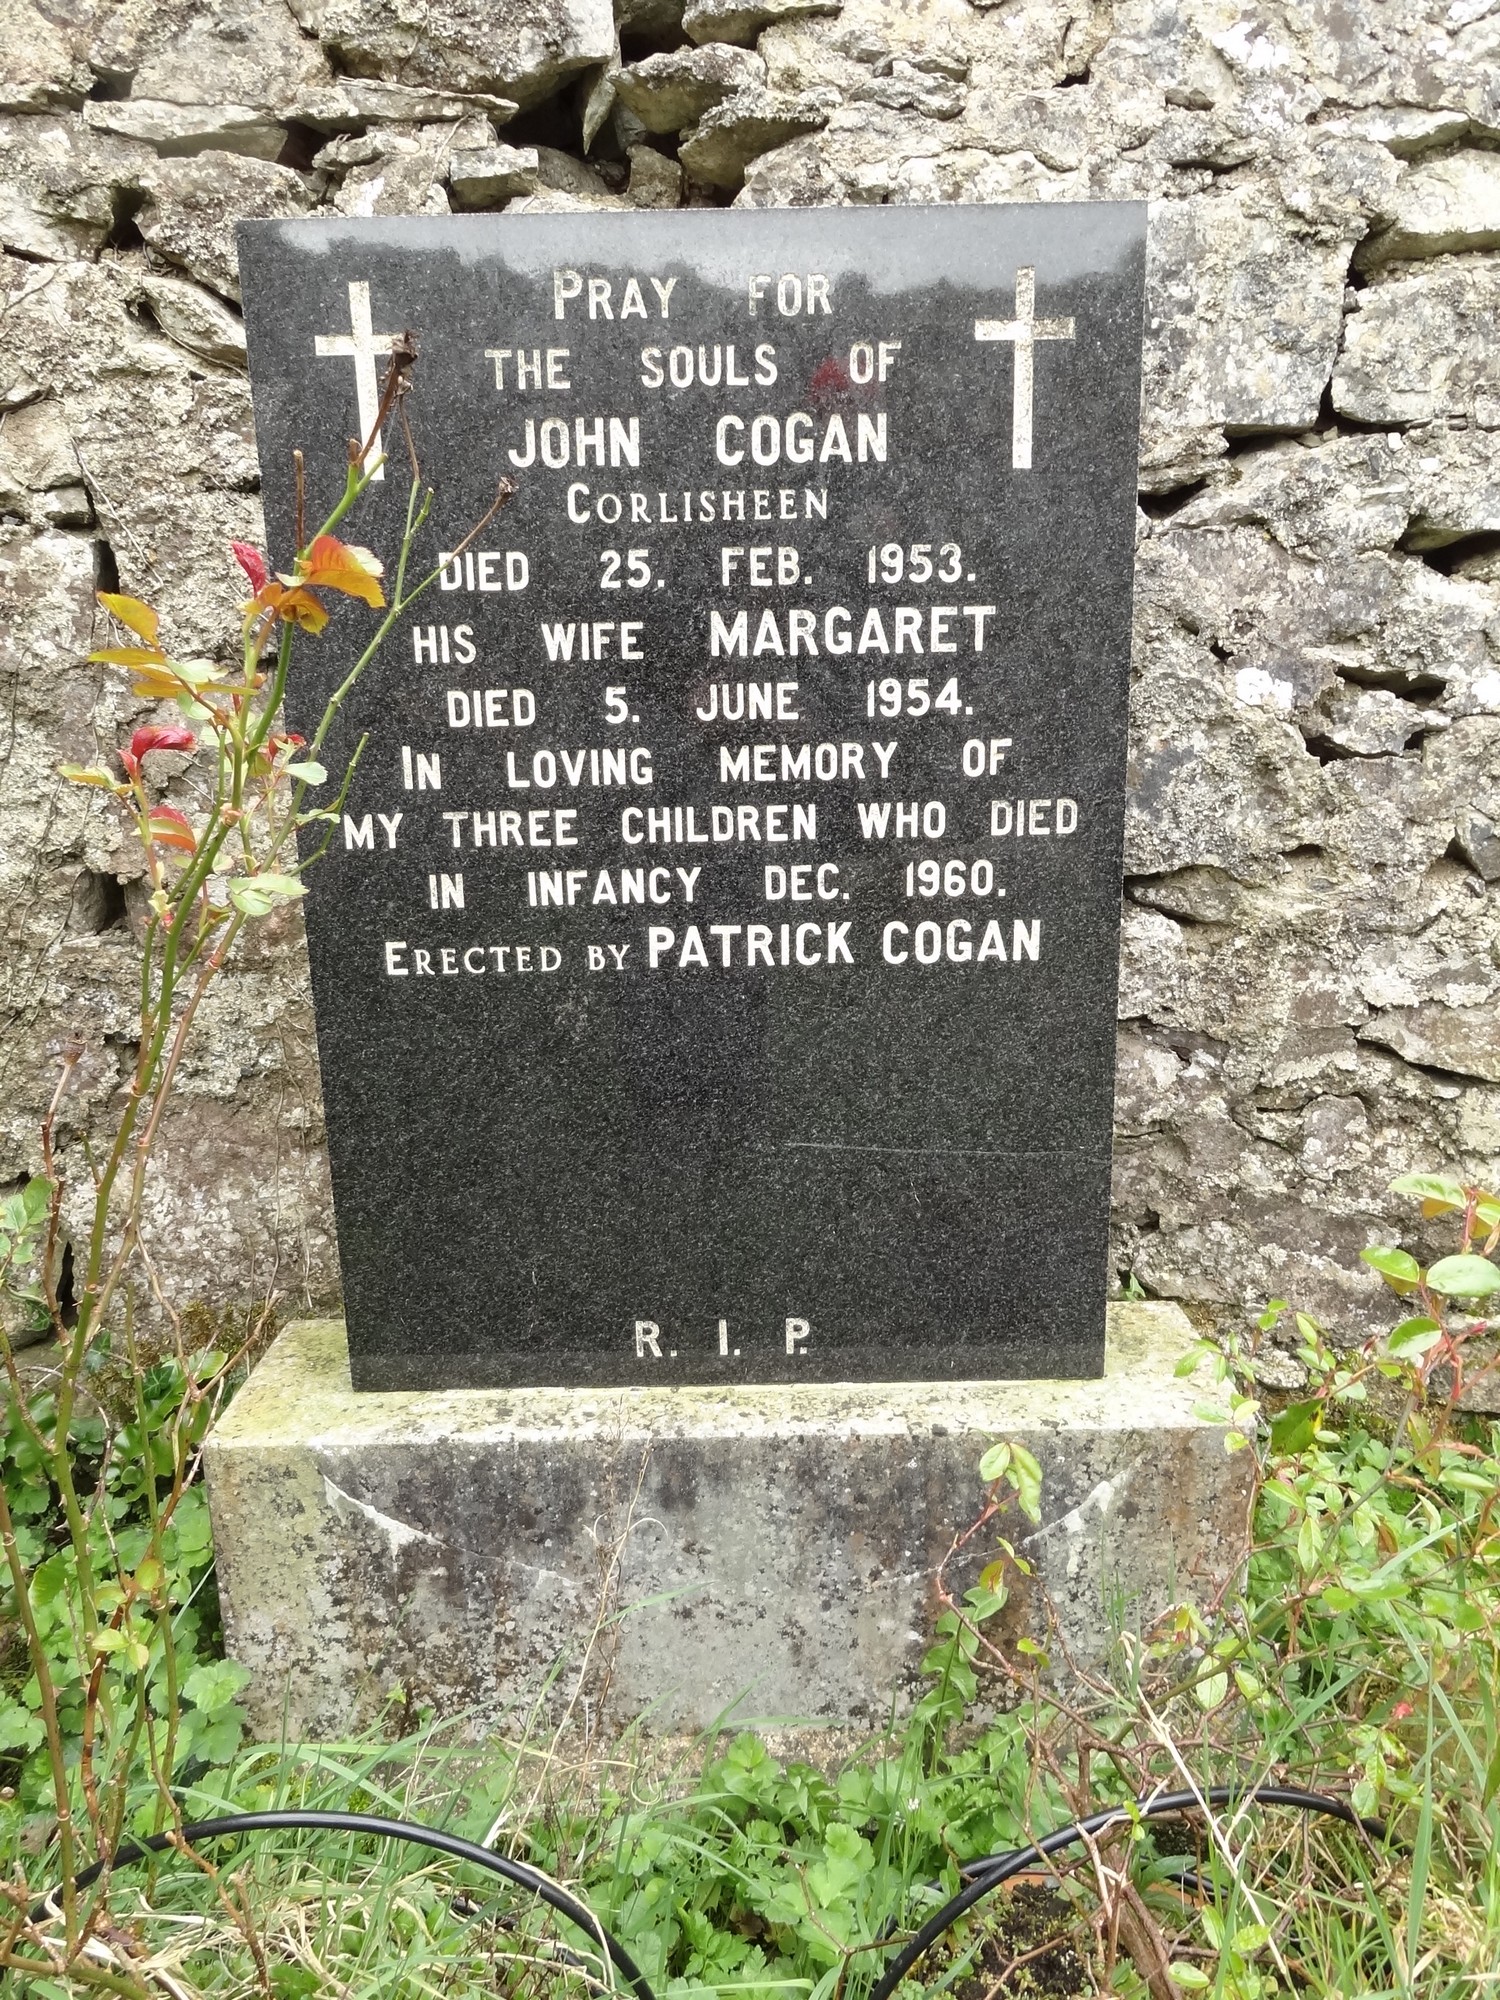 PRAY FOR
THE SOULS OF
JOHN COGAN
CORLISHEEN
DIED 25. FEB. 1953.
HIS WIFE MARGARET
DIED 5. JUNE 1954.
IN LOVING MEMORY OF
MY THREE CHILDREN WHO DIED
IN INFANCY DEC. 1960.
ERECTED BY PATRICK COGAN
R. I. P.